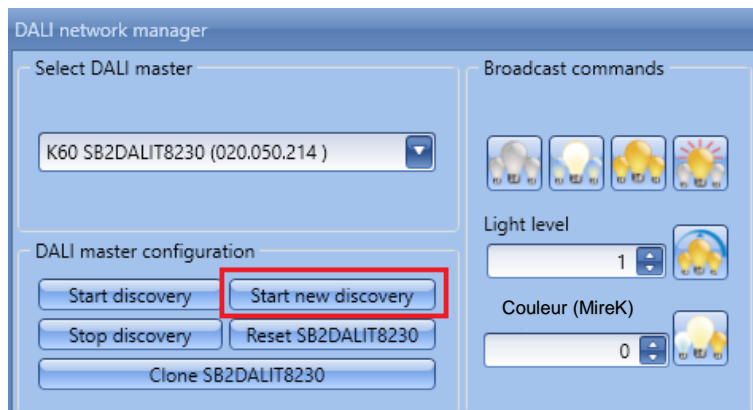 DALI network manager
Select DALI master
K60 SB2DALIT8230 (020.050.214 )
DALI master configuration
Start discovery
Start new discovery
Stop discovery
Reset SB2DALIT8230
Clone SB2DALIT8230
Broadcast commands
Light level
1
Couleur (MireK)
0